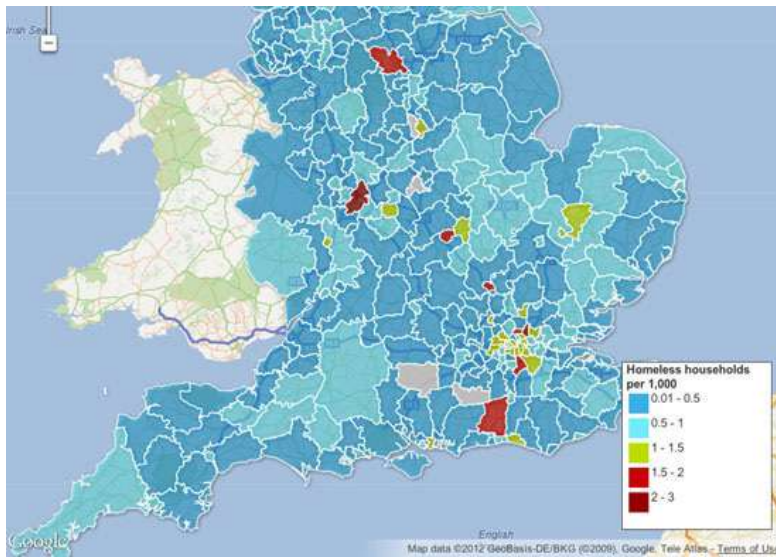 Irish Sea
Homeless households
per 1,000
0.01 - 0.5
0.5 - 1
1 - 1.5
1.5 - 2
2 - 3
English
Google
Map data ©2012 GeoBasis-DE/BKG (©2009), Google, Tele Atlas - Terms of Us